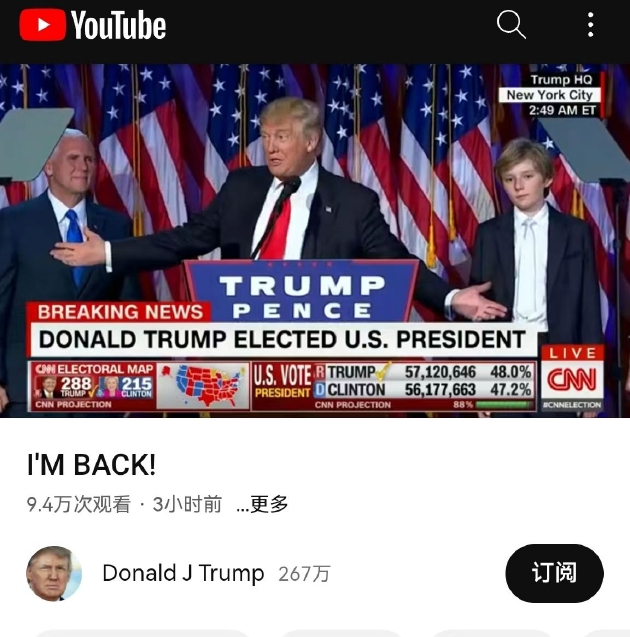 YouTube
Trump HQ
New York City
2:49 AM ET
TRUMP
PENCE
BREAKING NEWS
DONALD TRUMP ELECTED U.S. PRESIDENT
LIVE
CNN
#CNNELECTION
CNN ELECTORAL MAP
288 215
TRUMP CLINTON
CNN PROJECTION
U.S. VOTE
PRESIDENT
R TRUMP 57,120,646 48.0%
D CLINTON 56,177,663 47.2%
CNN PROJECTION 88%
I'M BACK!
9.4万次观看 · 3小时前 ...更多
Donald J Trump 267万
订阅